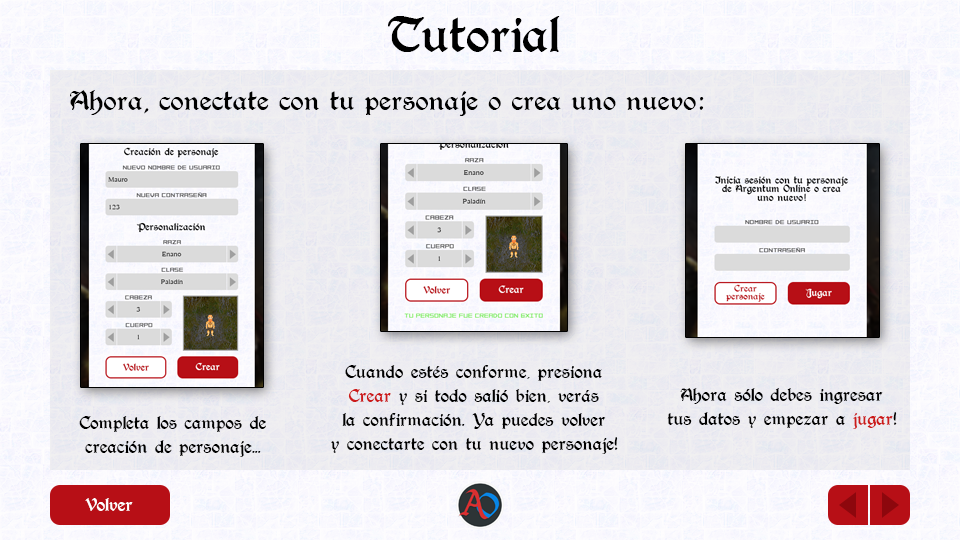 Tutorial
Ahora, conectate con tu personaje o crea uno nuevo:
Creación de personaje
NUEVO NOMBRE DE USUARIO
Mauro
NUEVA CONTRASEÑA
123
Personalización
RAZA
Enano
CLASE
Paladín
CABEZA
3
CUERPO
1
Volver
Crear
Completa los campos de
creación de personaje...
Personalización
RAZA
Enano
CLASE
Paladín
CABEZA
3
CUERPO
1
Volver
Crear
TU PERSONAJE FUE CREADO CON EXITO
Cuando estés conforme, presiona
Crear y si todo salió bien, verás
la confirmación. Ya puedes volver
y conectarte con tu nuevo personaje!
Inicia sesión con tu personaje
de Argentum Online o crea
uno nuevo!
NOMBRE DE USUARIO
CONTRASEÑA
Crear
personaje
Jugar
Ahora sólo debes ingresar
tus datos y empezar a jugar!
Volver
AO